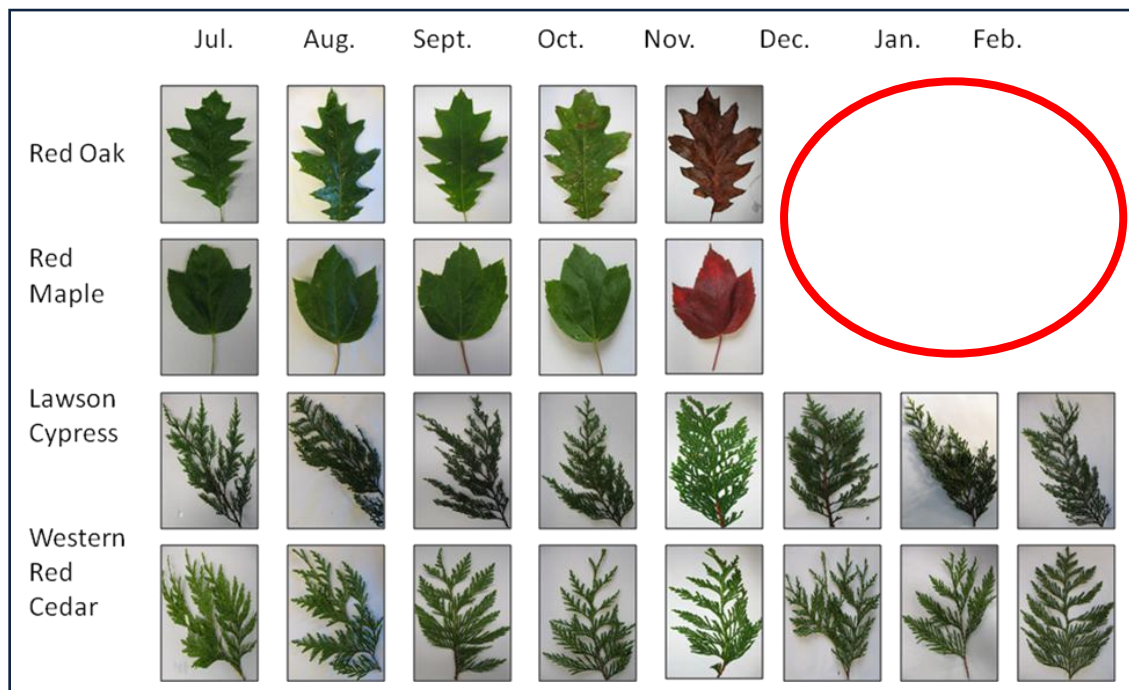 Jul. Aug. Sept. Oct. Nov. Dec. Jan. Feb.
Red Oak
Red
Maple
Lawson
Cypress
Western
Red
Cedar